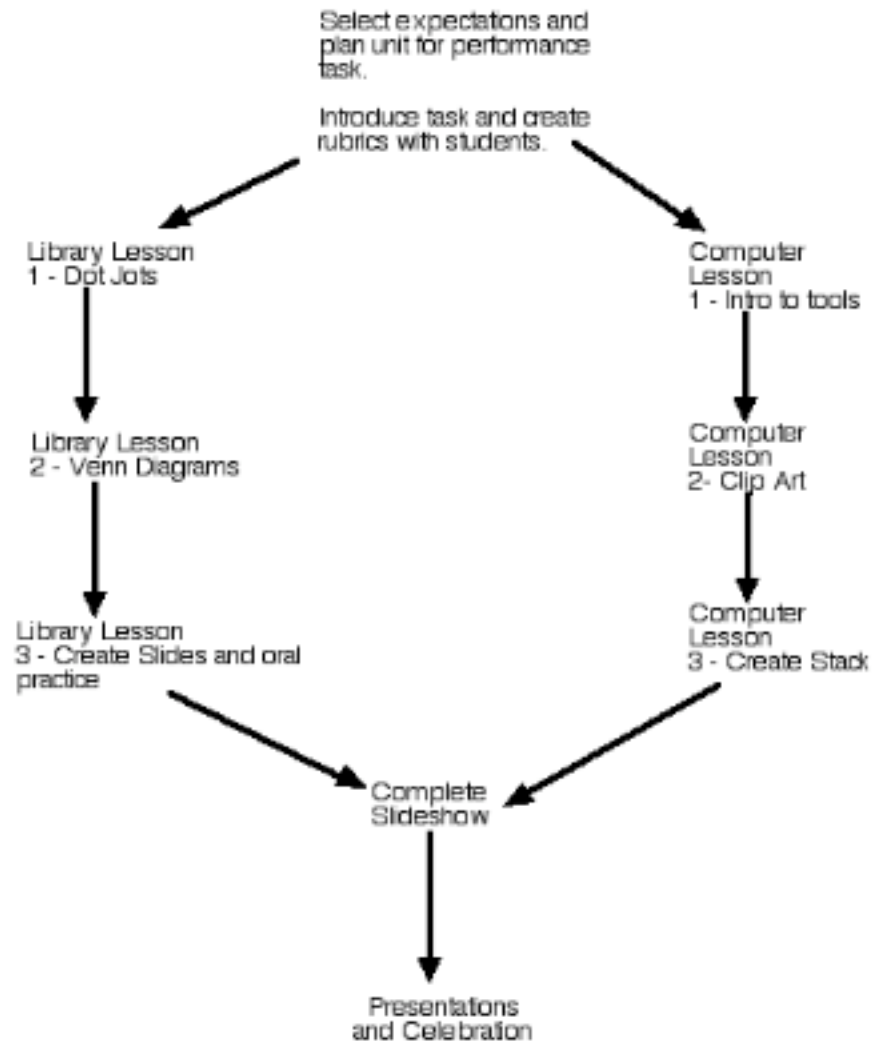 Select expectations and
plan unit for performance
task.
Introduce task and create
rubrics with students.
Library Lesson
1 - Dot Jots
Computer
Lesson
1 - Intro to tools
Library Lesson
2 - Venn Diagrams
Computer
Lesson
2- Clip Art
Library Lesson
3 - Create Slides and oral
practice
Computer
Lesson
3 - Create Stack
Complete
Slideshow
Presentations
and Celebration